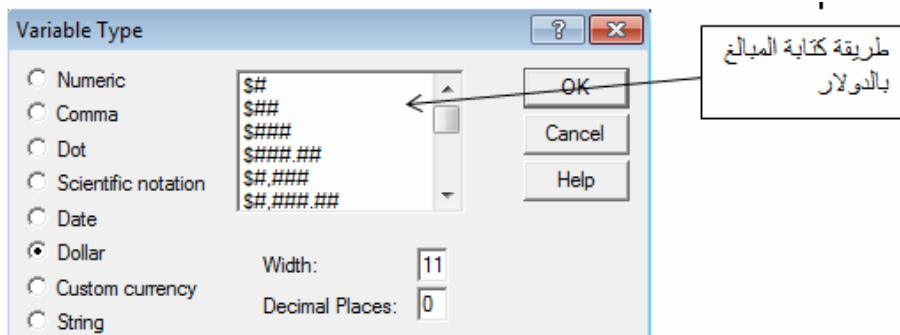 Variable Type
Numeric
Comma
Dot
Scientific notation
Date
Dollar
Custom currency
String
$#
$##
$###
$###.##
$#,###
$#,###.##
Width: 11
Decimal Places: 0
OK
Cancel
Help
طريقة كتابة المبالغ
بالدولار